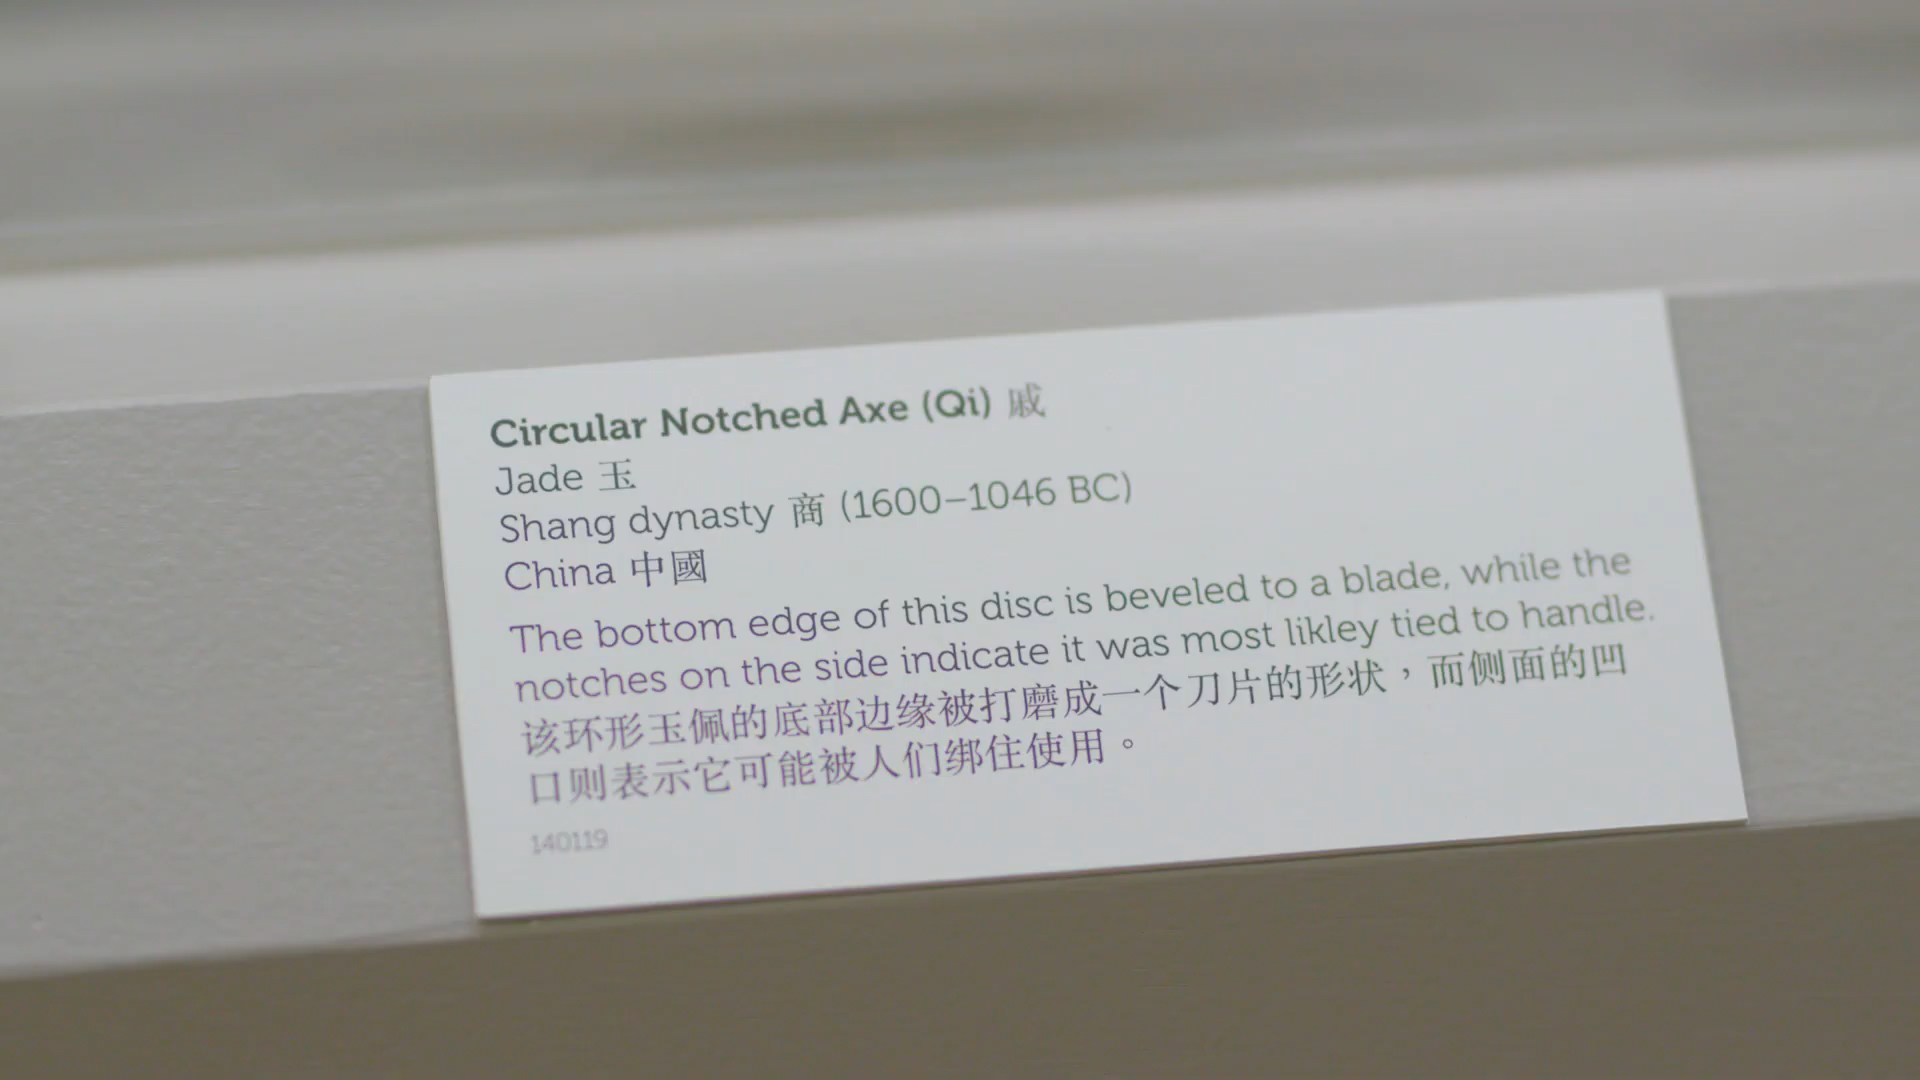 Circular Notched Axe (Qi) 戚
Jade 玉
Shang dynasty 商 (1600–1046 BC)
China 中國
The bottom edge of this disc is beveled to a blade, while the
notches on the side indicate it was most likley tied to handle.
该环形玉佩的底部边缘被打磨成一个刀片的形状，而侧面的凹
口则表示它可能被人们绑住使用。
140119